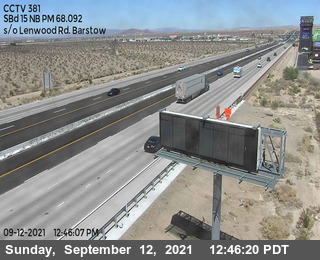 CCTV 381
SBd 15 NB PM 68.092
s/o Lenwood Rd. Barstow
09-12-2021 12:46:07 PM
Sunday, September 12, 2021 12:46:20 PDT